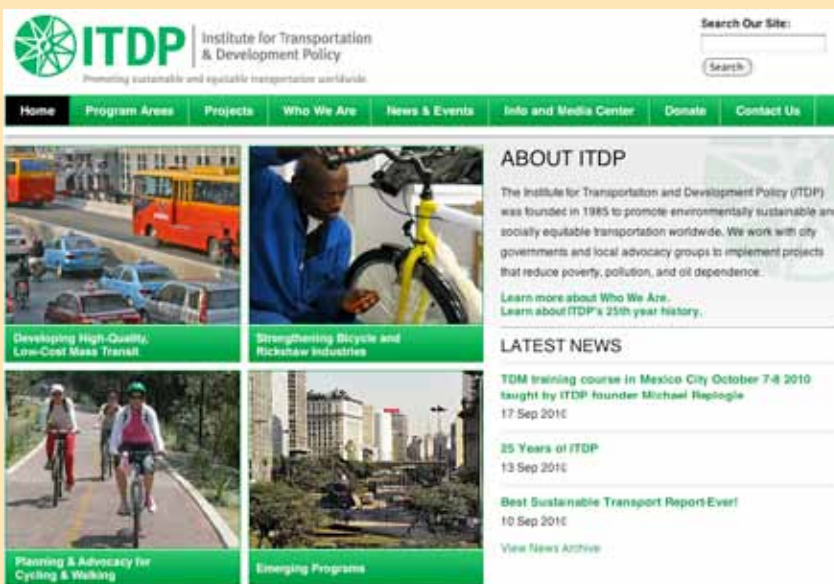 ITDP
Institute for Transportation
& Development Policy
Promoting sustainable and equitable transportation worldwide.
Search Our Site:
Search
Home Program Areas Projects Who We Are News & Events Info and Media Center Donate Contact Us
Developing High-Quality,
Low-Cost Mass Transit
Strengthening Bicycle and
Rickshaw Industries
Planning & Advocacy for
Cycling & Walking
Emerging Programs
ABOUT ITDP
The Institute for Transportation and Development Policy (ITDP)
was founded in 1985 to promote environmentally sustainable an
socially equitable transportation worldwide. We work with city
governments and local advocacy groups to implement projects
that reduce poverty, pollution, and oil dependence.
Learn more about Who We Are.
Learn about ITDP's 25th year history.
LATEST NEWS
TDM training course in Mexico City October 7-8 2010
taught by ITDP founder Michael Replogle
17 Sep 2010
25 Years of ITDP
13 Sep 2010
Best Sustainable Transport Report-Ever!
10 Sep 2010
View News Archive